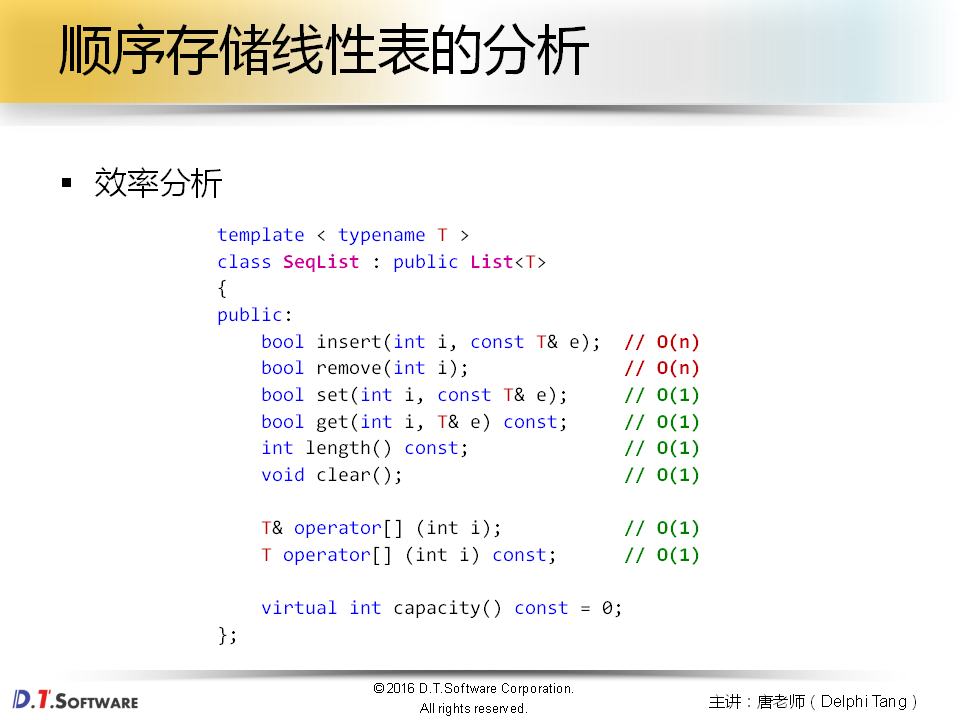 顺序存储线性表的分析
▪ 效率分析
template < typename T >
class SeqList : public List<T>
{
public:
    bool insert(int i, const T& e);  // O(n)
    bool remove(int i);              // O(n)
    bool set(int i, const T& e);     // O(1)
    bool get(int i, T& e) const;     // O(1)
    int length() const;              // O(1)
    void clear();                    // O(1)
    T& operator[] (int i);           // O(1)
    T operator[] (int i) const;      // O(1)
    virtual int capacity() const = 0;
};
D.T.SOFTWARE
©2016 D.T.Software Corporation.
All rights reserved.
主讲：唐老师（Delphi Tang）